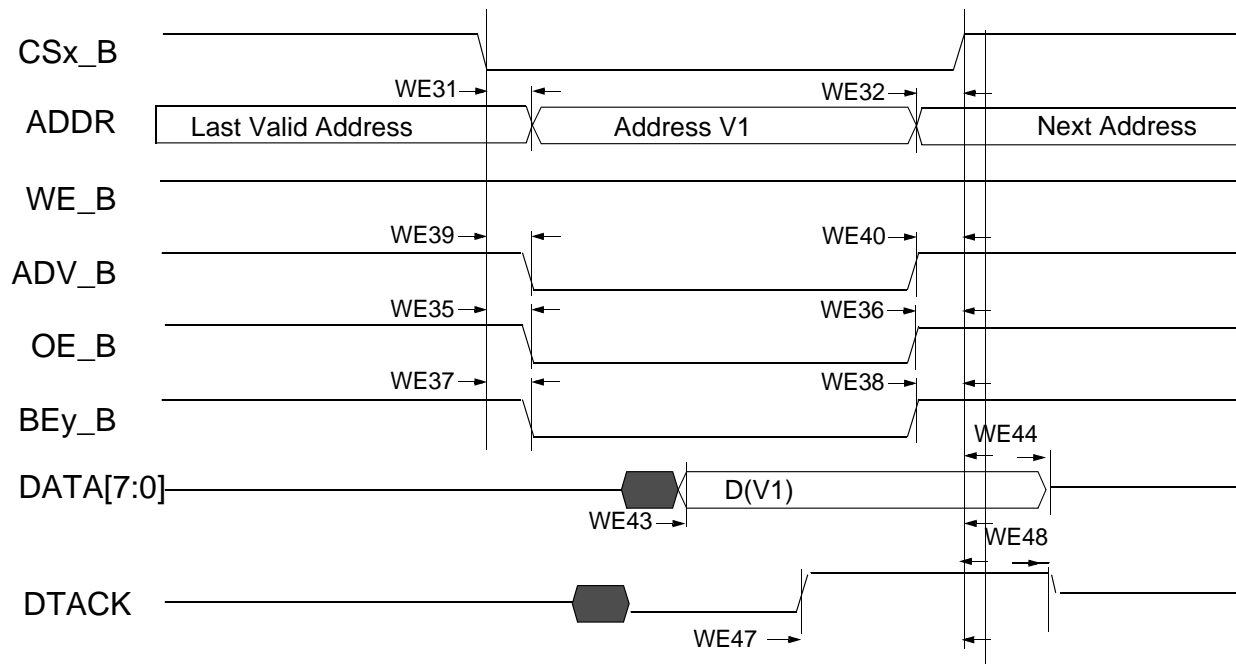 CSx_B
WE31
WE32
ADDR
Last Valid Address
Address V1
Next Address
WE_B
WE39
WE40
ADV_B
WE35
WE36
OE_B
WE37
WE38
BEy_B
WE44
DATA[7:0]
D(V1)
WE43
WE48
DTACK
WE47